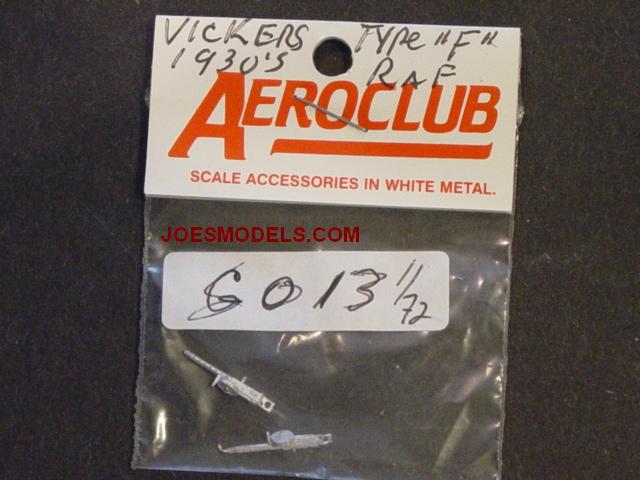 VICKERS TYPe "F"
1930'S RAF
AEROCLUB
SCALE ACCESSORIES IN WHITE METAL.
JOESMODELS.COM
G013 1/72